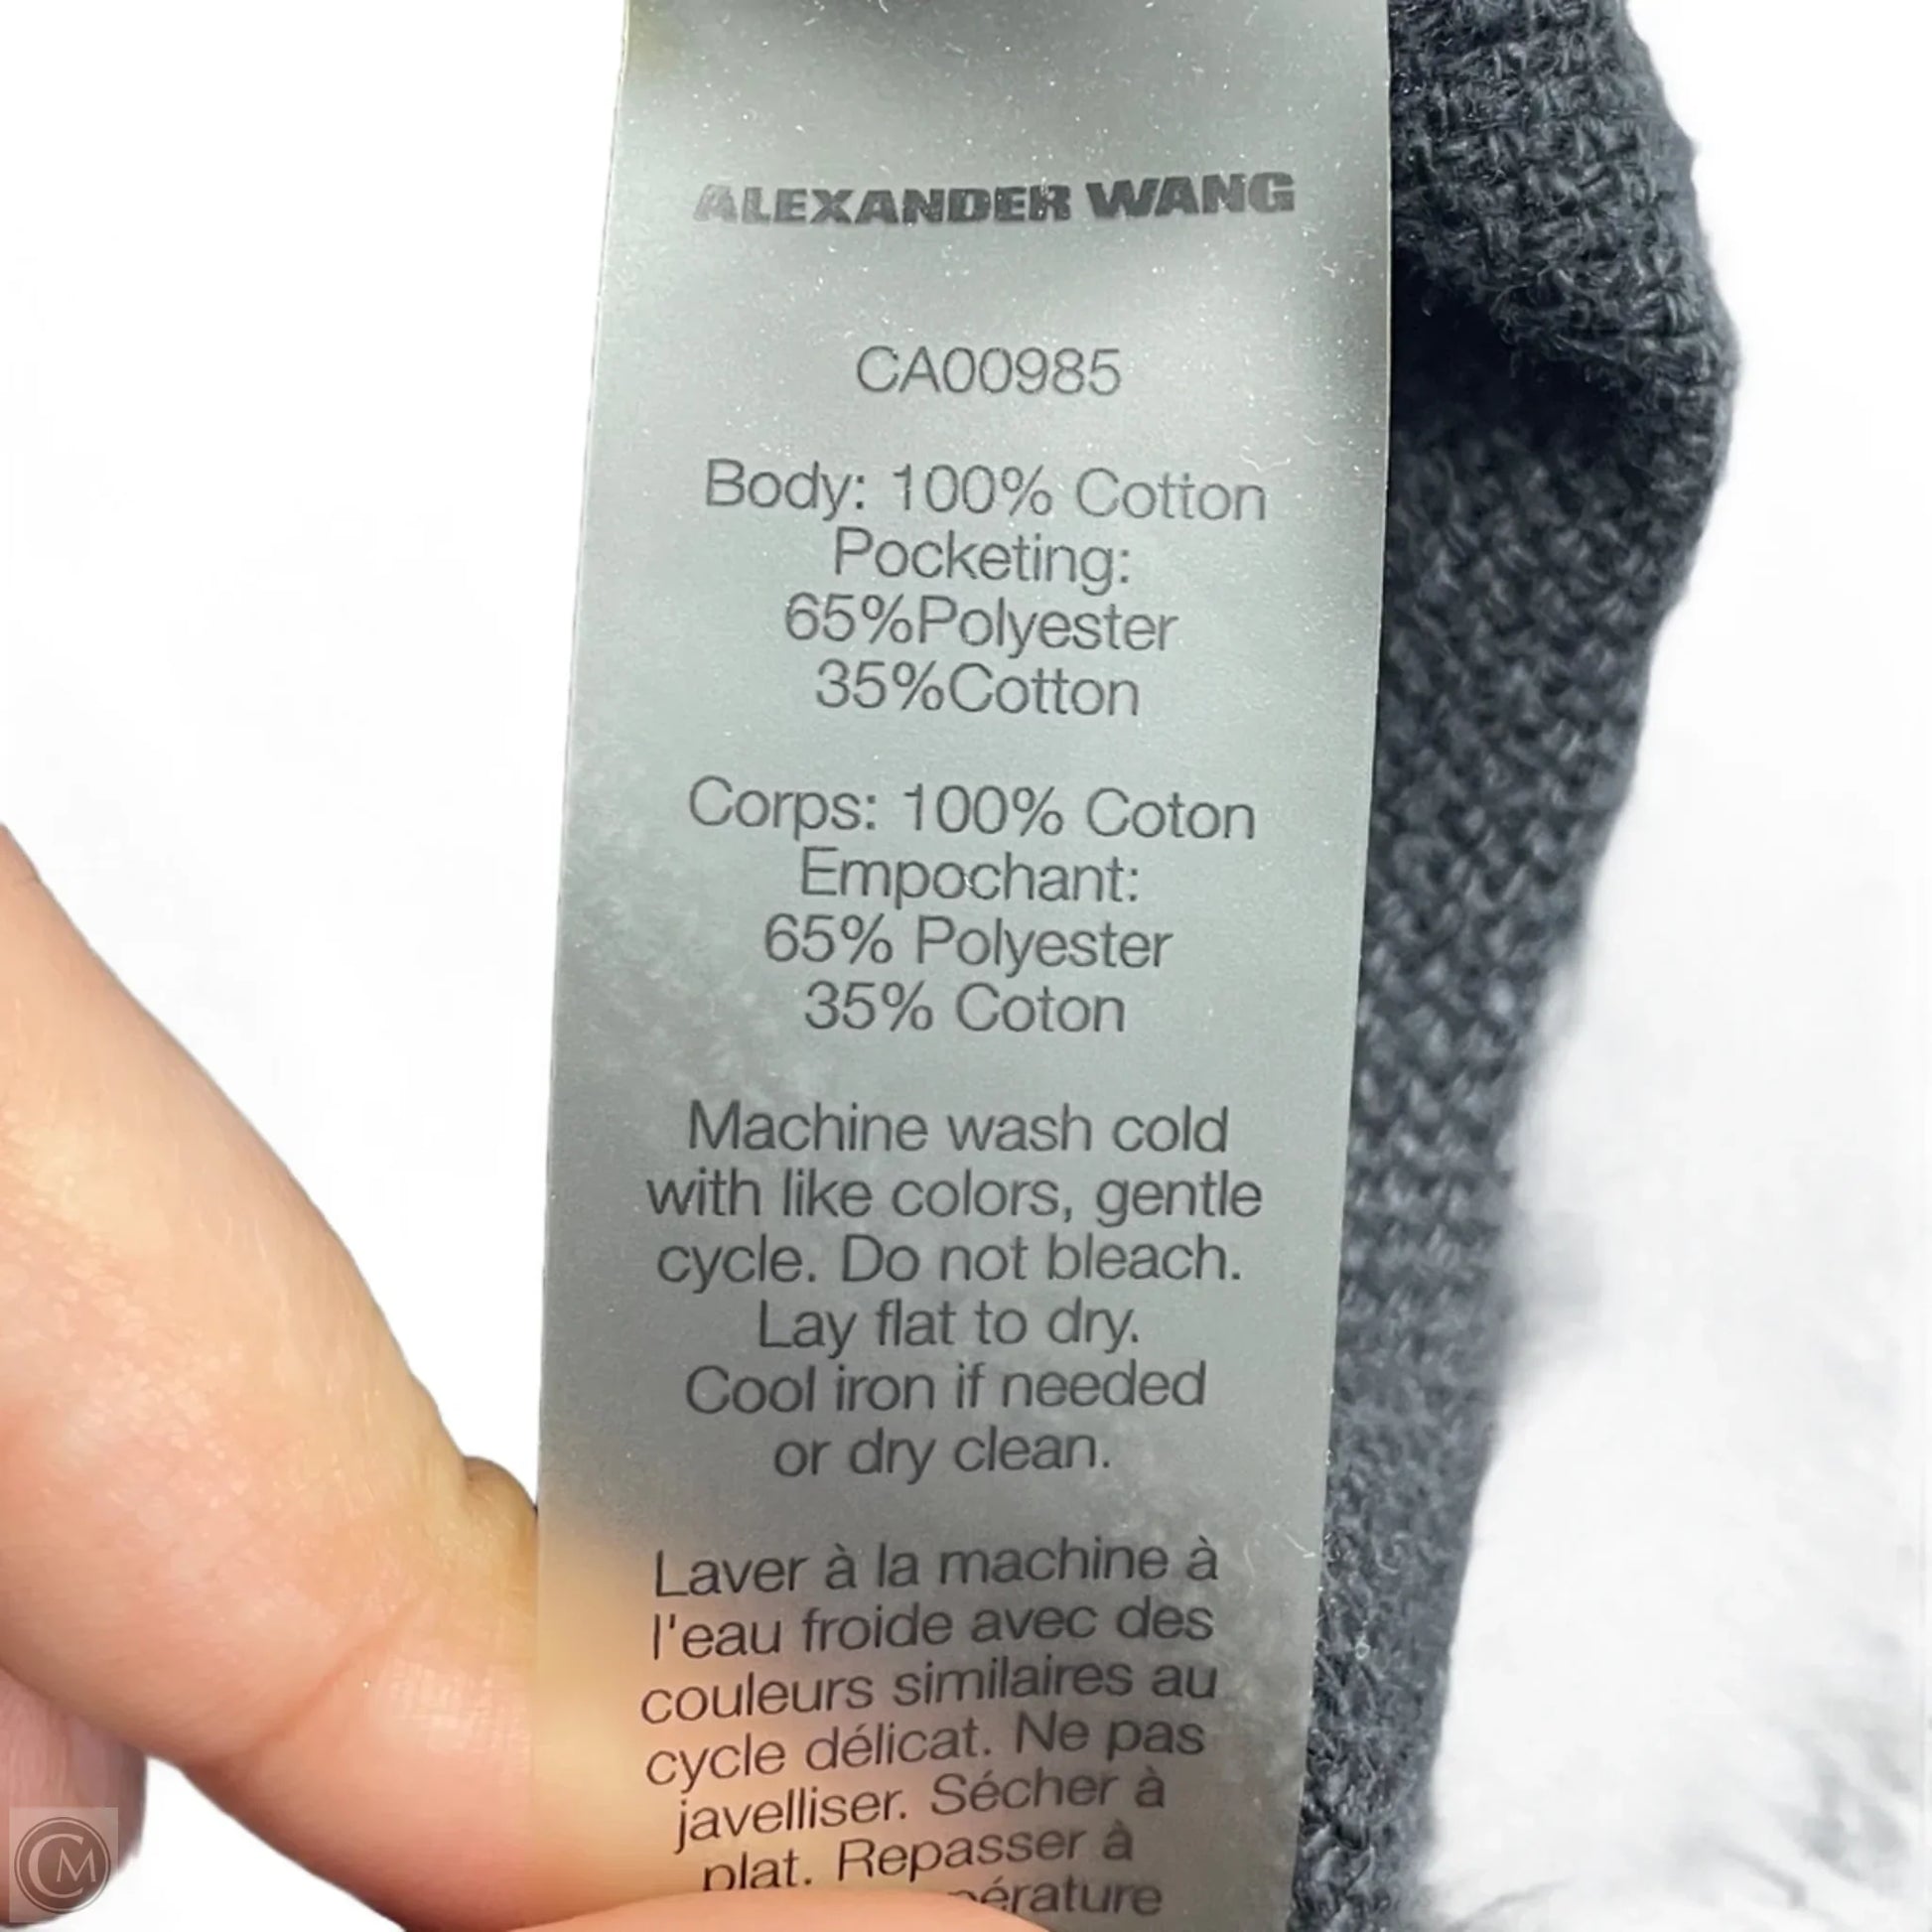 ALEXANDER WANG
CA00985
Body: 100% Cotton
Pocketing:
65%Polyester
35%Cotton
Corps: 100% Coton
Empochant:
65% Polyester
35% Coton
Machine wash cold
with like colors, gentle
cycle. Do not bleach.
Lay flat to dry.
Cool iron if needed
or dry clean.
Laver à la machine à
l'eau froide avec des
couleurs similaires au
cycle délicat. Ne pas
javelliser. Sécher à
plat. Repasser à
CM